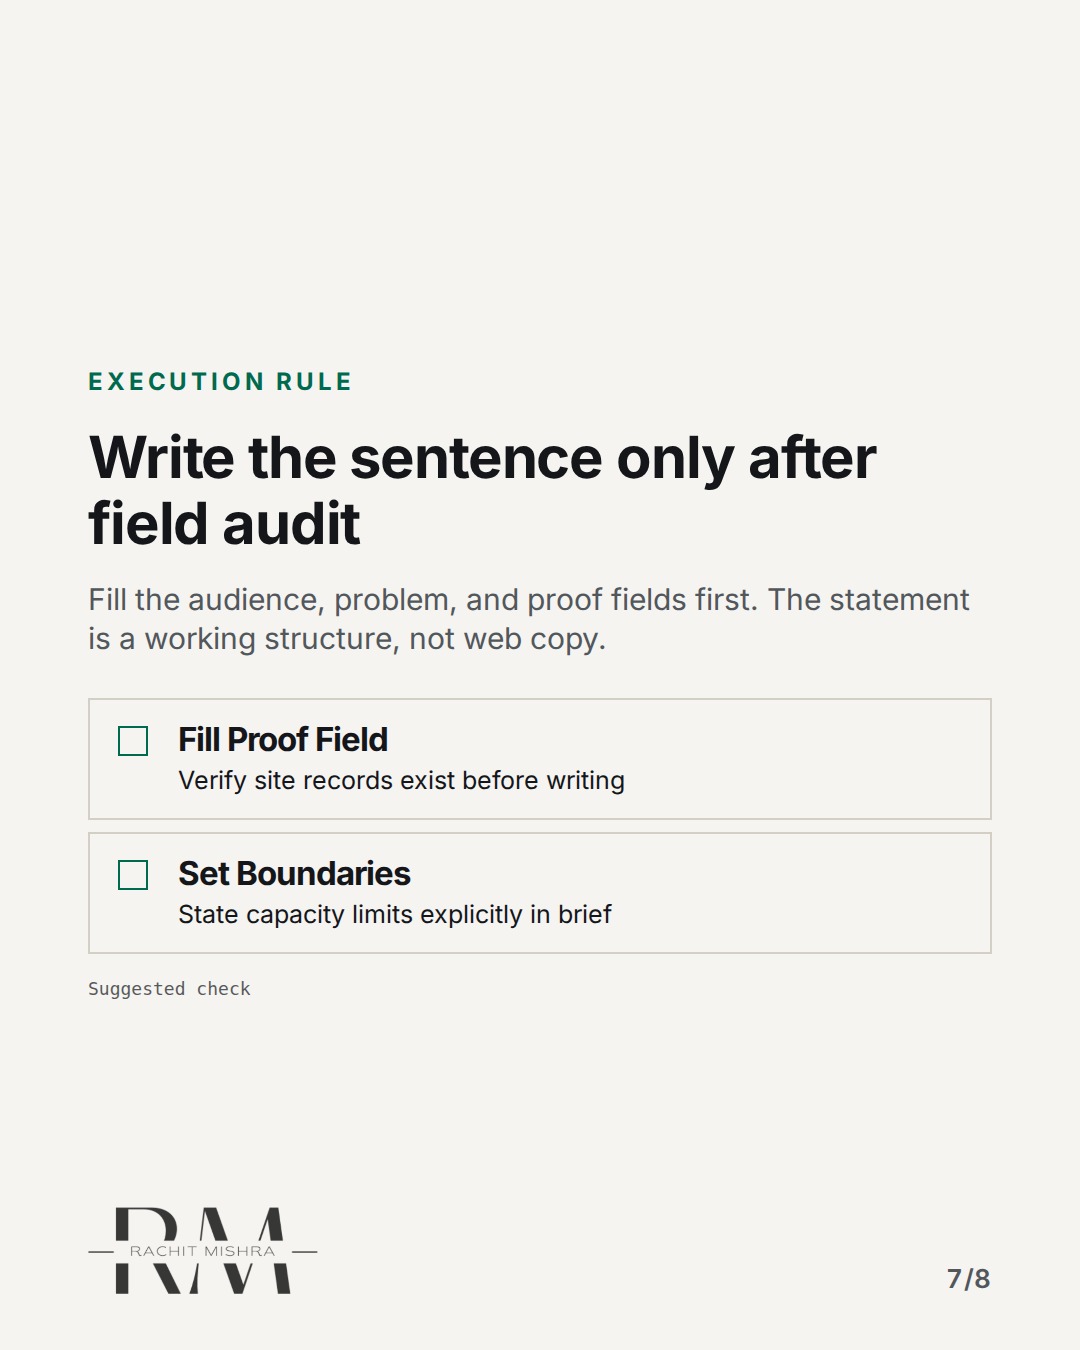 EXECUTION RULE
Write the sentence only after
field audit
Fill the audience, problem, and proof fields first. The statement
is a working structure, not web copy.
Fill Proof Field
Verify site records exist before writing
Set Boundaries
State capacity limits explicitly in brief
Suggested check
RM
RACHIT MISHRA
7/8